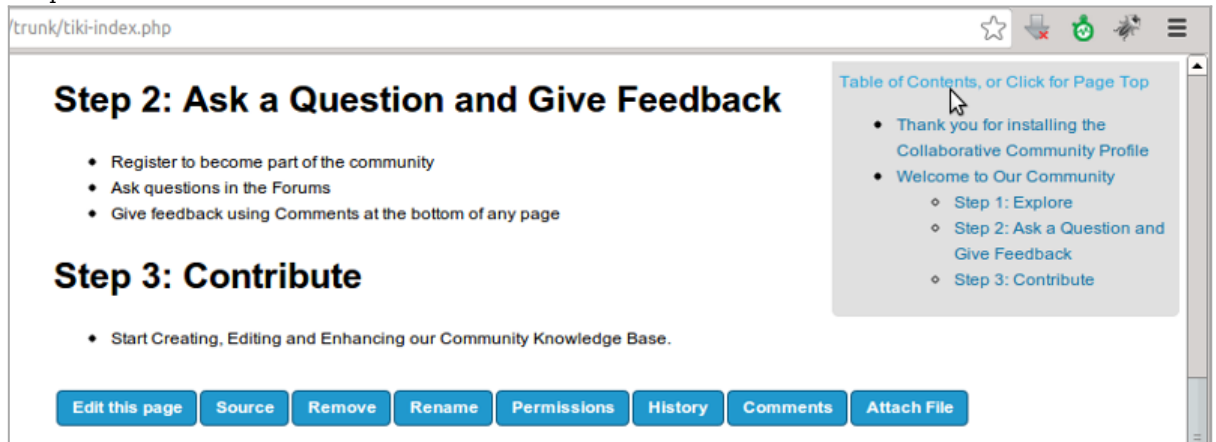 /trunk/tiki-index.php
Step 2: Ask a Question and Give Feedback
Register to become part of the community
Ask questions in the Forums
Give feedback using Comments at the bottom of any page
Step 3: Contribute
Start Creating, Editing and Enhancing our Community Knowledge Base.
Edit this page Source Remove Rename Permissions History Comments Attach File
Table of Contents, or Click for Page Top
Thank you for installing the
Collaborative Community Profile
Welcome to Our Community
Step 1: Explore
Step 2: Ask a Question and
Give Feedback
Step 3: Contribute